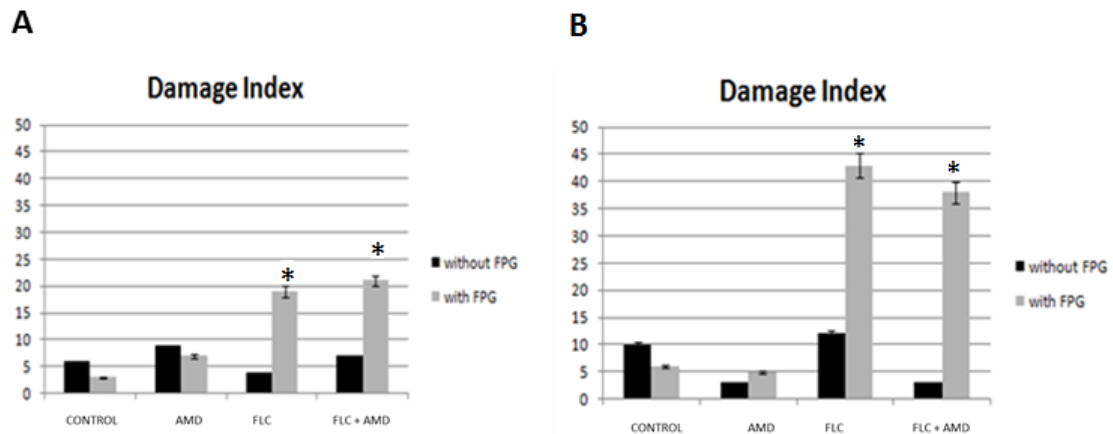 A
Damage Index
50
45
40
35
30
25
20
15
10
5
0
*
*
CONTROL AMD FLC FLC + AMD
without FPG
with FPG
B
Damage Index
50
45
40
35
30
25
20
15
10
5
0
*
*
CONTROL AMD FLC FLC + AMD
without FPG
with FPG